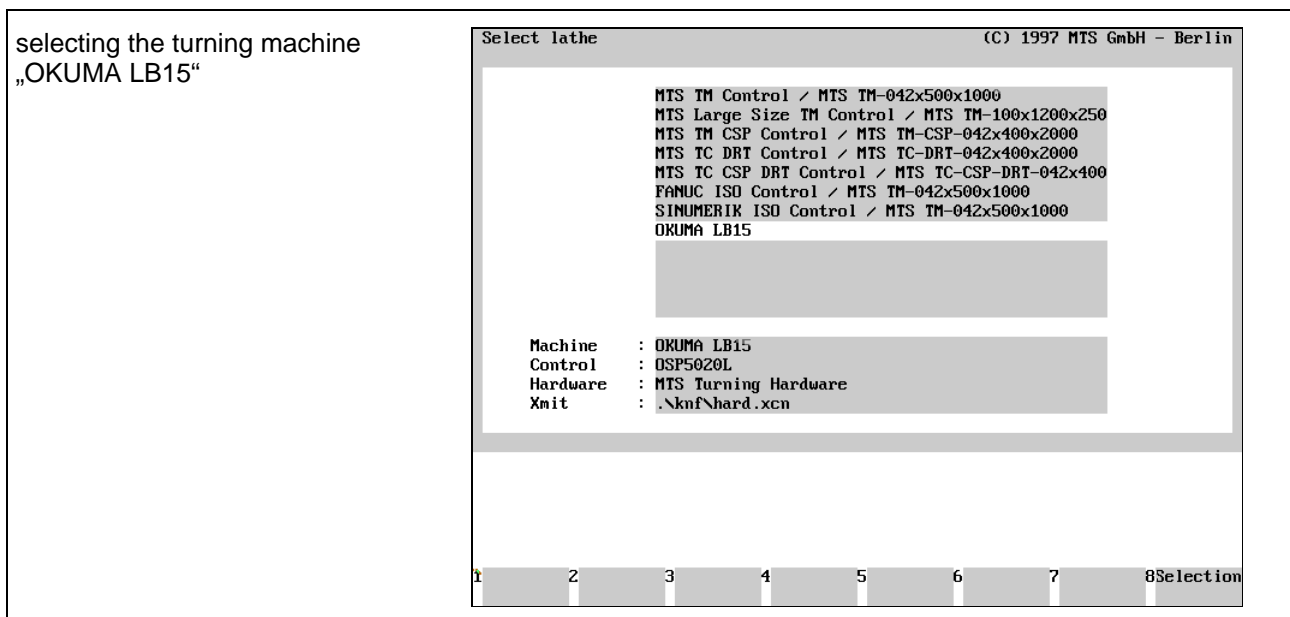 selecting the turning machine
„OKUMA LB15“
Select lathe (C) 1997 MTS GmbH - Berlin
MTS TM Control / MTS TM-042x500x1000
MTS Large Size TM Control / MTS TM-100x1200x250
MTS TM CSP Control / MTS TM-CSP-042x400x2000
MTS TC DRT Control / MTS TC-DRT-042x400x2000
MTS TC CSP DRT Control / MTS TC-CSP-DRT-042x400
FANUC ISO Control / MTS TM-042x500x1000
SINUMERIK ISO Control / MTS TM-042x500x1000
OKUMA LB15
Machine : OKUMA LB15
Control : OSP5020L
Hardware : MTS Turning Hardware
Xmit : .\knf\hard.xcn
1 2 3 4 5 6 7 8Selection